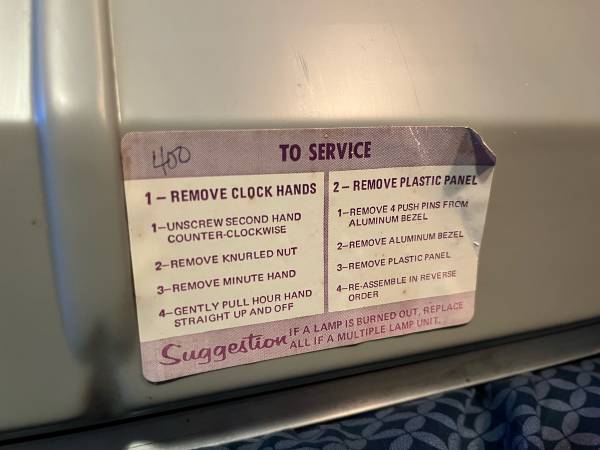 400
TO SERVICE
1 – REMOVE CLOCK HANDS
1–UNSCREW SECOND HAND
COUNTER-CLOCKWISE
2–REMOVE KNURLED NUT
3–REMOVE MINUTE HAND
4–GENTLY PULL HOUR HAND
STRAIGHT UP AND OFF
2 – REMOVE PLASTIC PANEL
1–REMOVE 4 PUSH PINS FROM
ALUMINUM BEZEL
2–REMOVE ALUMINUM BEZEL
3–REMOVE PLASTIC PANEL
4–RE-ASSEMBLE IN REVERSE
ORDER
Suggestion IF A LAMP IS BURNED OUT, REPLACE
ALL IF A MULTIPLE LAMP UNIT.